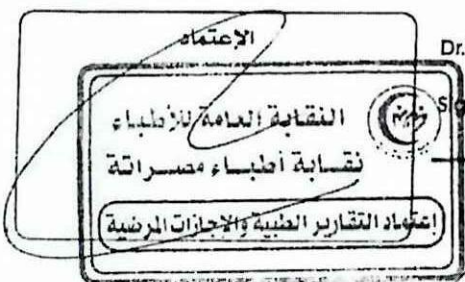 الإعتماد
Dr.
النقابة العامة للأطباء
نقابة أطباء مصراتة
إعتماد التقارير الطبية والاجازات المرضية